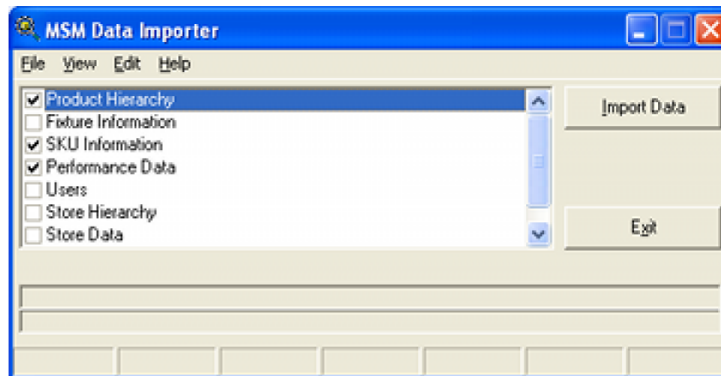 MSM Data Importer
File View Edit Help
Product Hierarchy
Fixture Information
SKU Information
Performance Data
Users
Store Hierarchy
Store Data
Import Data
Exit